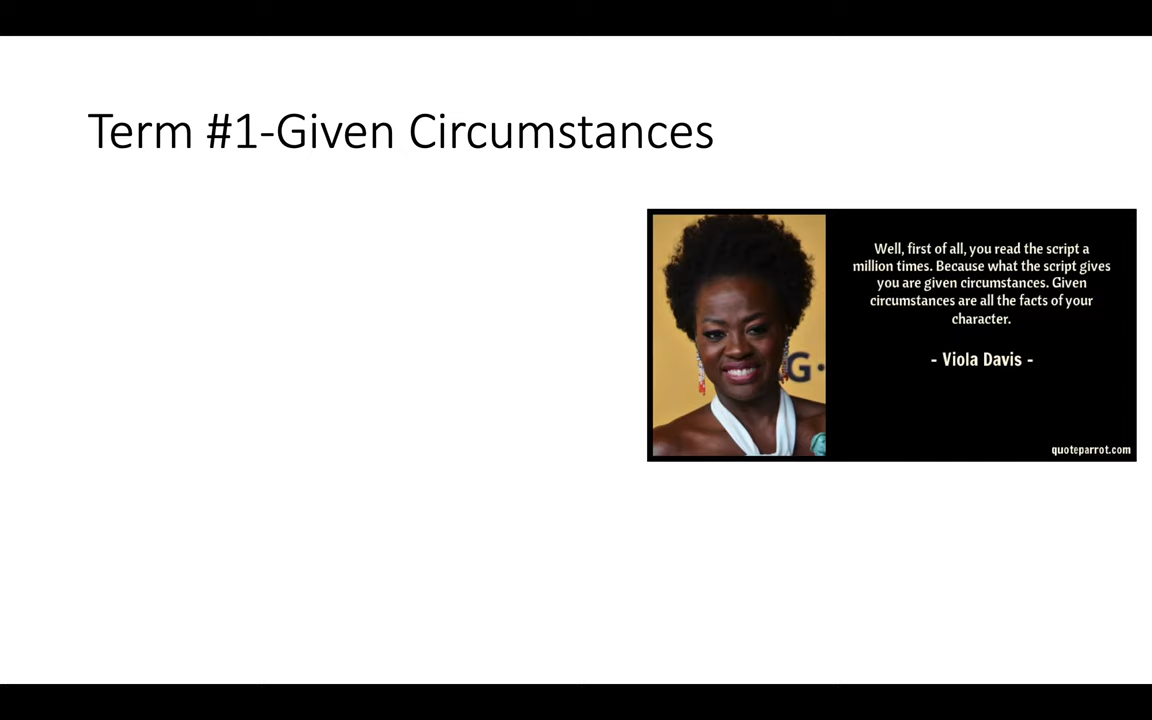 Term #1-Given Circumstances
Well, first of all, you read the script a
million times. Because what the script gives
you are given circumstances. Given
circumstances are all the facts of your
character.
- Viola Davis -
G
quoteparrot.com